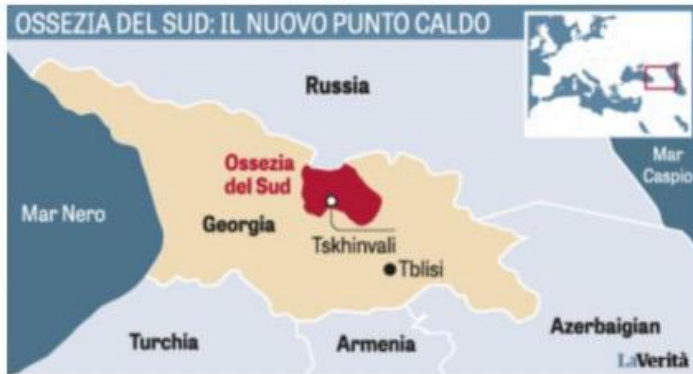 OSSEZIA DEL SUD: IL NUOVO PUNTO CALDO
Russia
Ossezia
del Sud
Mar
Caspio
Mar Nero
Georgia
Tskhinvali
Tblisi
Azerbaigian
Turchia
Armenia
LaVerità